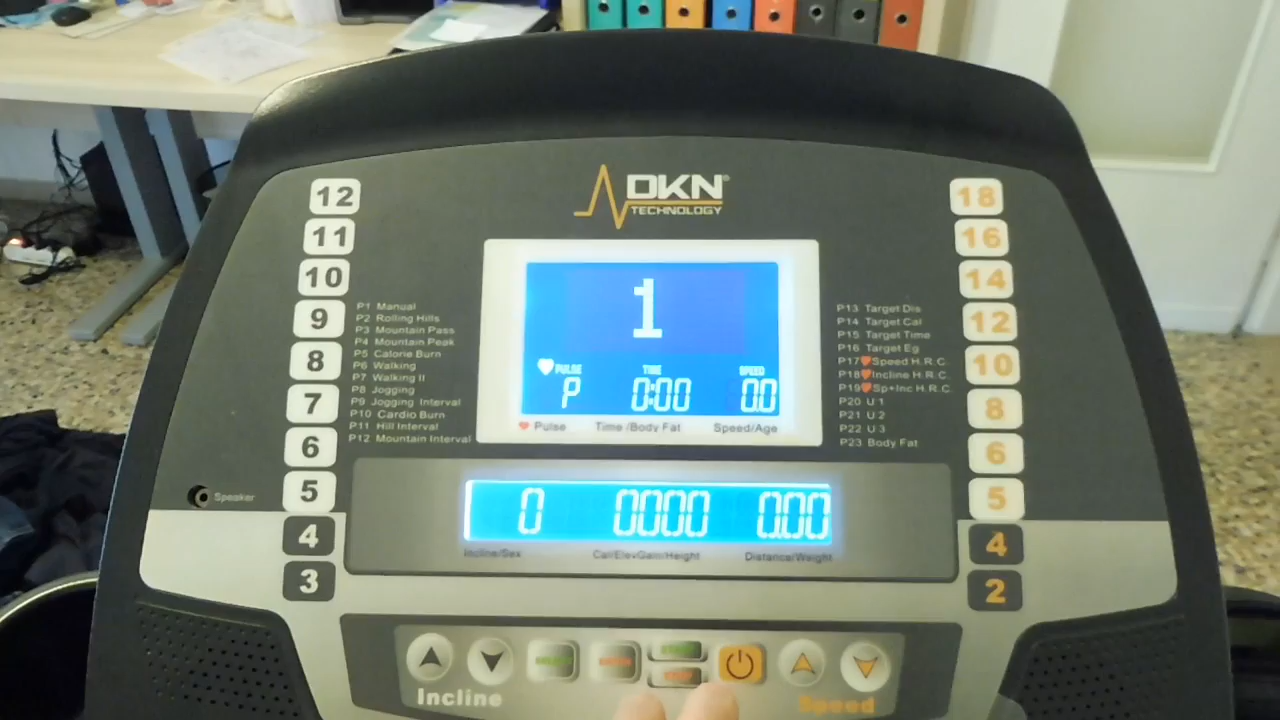 DKN®
TECHNOLOGY
12
11
10
9
8
7
6
5
4
3
P1 Manual
P2 Rolling Hills
P3 Mountain Pass
P4 Mountain Peak
P5 Calorie Burn
P6 Walking
P7 Walking II
P8 Jogging
P9 Jogging Interval
P10 Cardio Burn
P11 Hill Interval
P12 Mountain Interval
Speaker
1
PULSE TIME SPEED
P 0:00 0.0
Pulse Time /Body Fat Speed/Age
P13 Target Dis
P14 Target Cal
P15 Target Time
P16 Target Eg
P17 Speed H.R.C.
P18 Incline H.R.C.
P19 Sp+Inc H.R.C.
P20 U 1
P21 U 2
P22 U 3
P23 Body Fat
18
16
14
12
10
8
6
5
4
2
0 0000 0.00
Incline/Sex Cal/ElevGain/Height Distance/Weight
Incline Speed